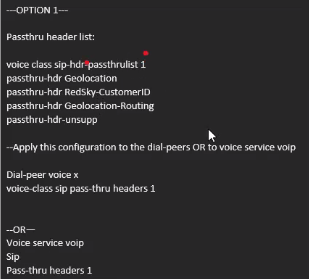 ---OPTION 1---
Passthru header list:
voice class sip-hdr-passthrulist 1
passthru-hdr Geolocation
passthru-hdr RedSky-CustomerID
passthru-hdr Geolocation-Routing
passthru-hdr-unsupp
--Apply this configuration to the dial-peers OR to voice service voip
Dial-peer voice x
voice-class sip pass-thru headers 1
--OR—
Voice service voip
Sip
Pass-thru headers 1